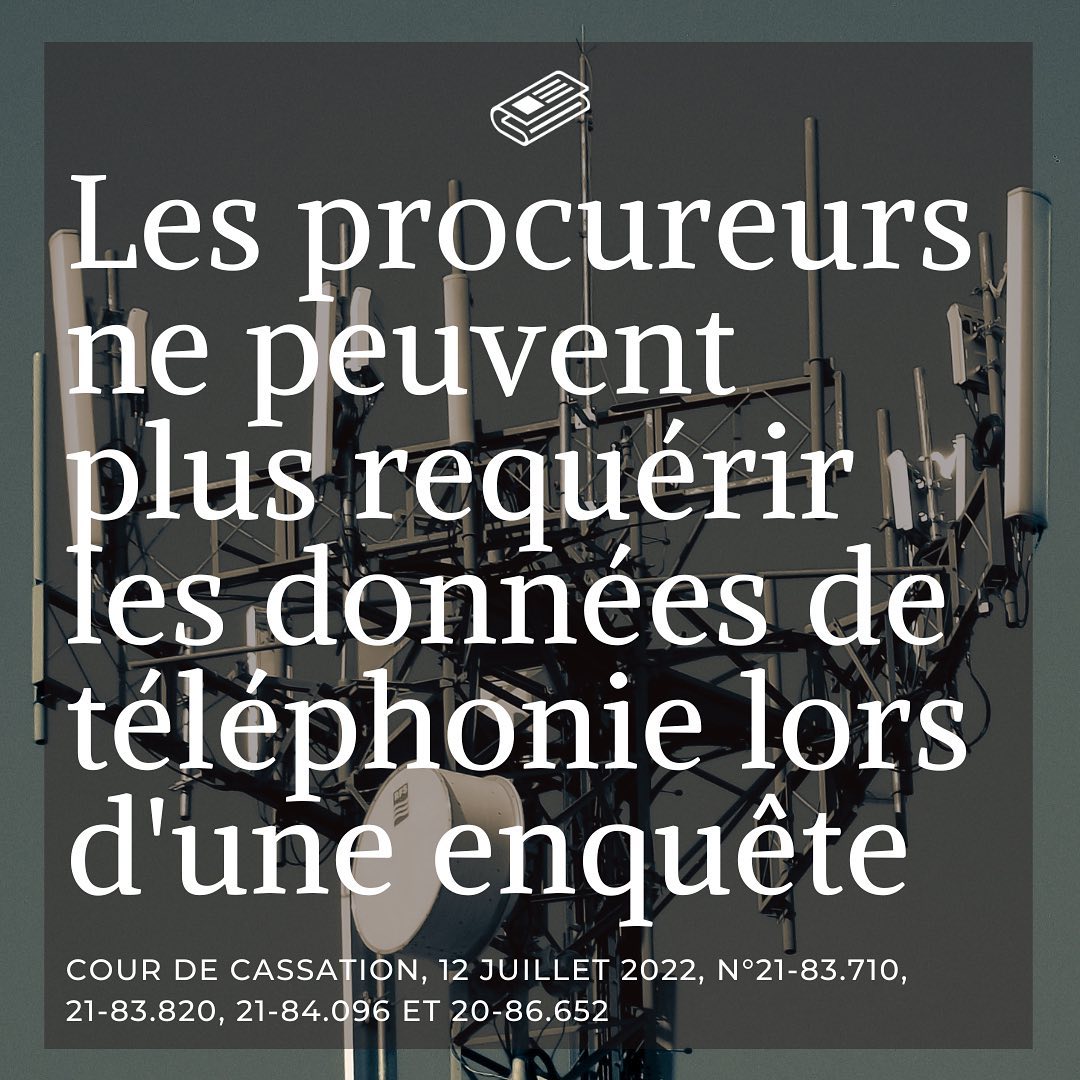 Les procureurs
ne peuvent
plus requérir
les données de
téléphonie lors
d'une enquête
COUR DE CASSATION, 12 JUILLET 2022, N°21-83.710,
21-83.820, 21-84.096 ET 20-86.652